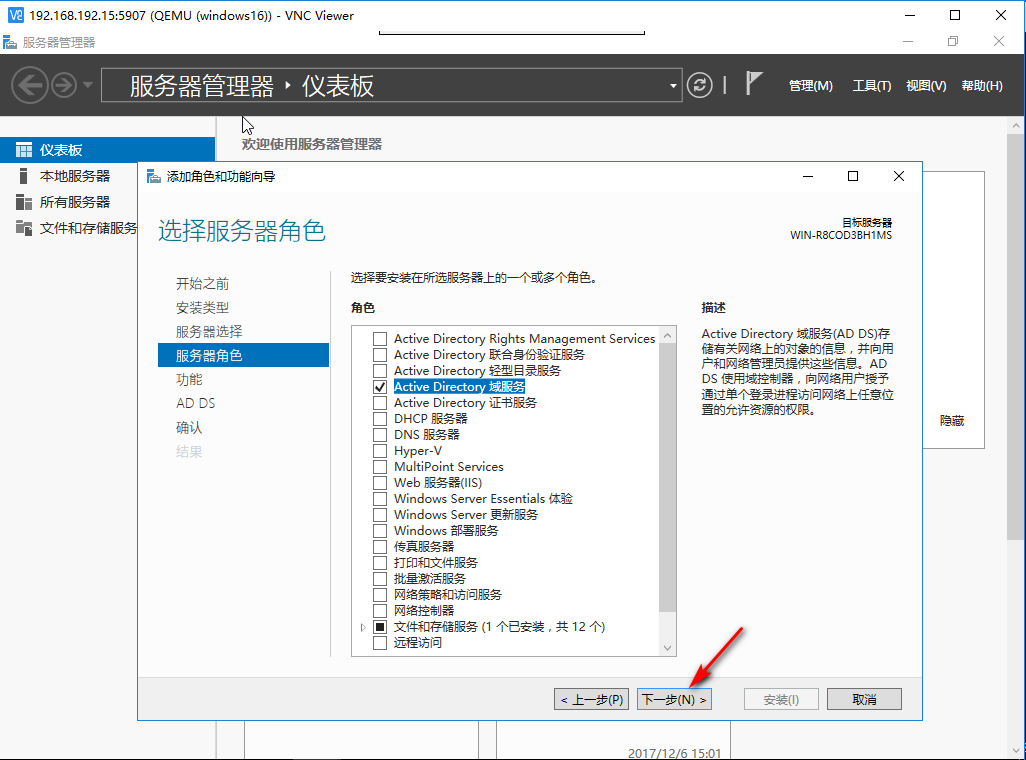 192.168.192.15:5907 (QEMU (windows16)) - VNC Viewer
服务器管理器
服务器管理器 ‣ 仪表板
管理(M) 工具(T) 视图(V) 帮助(H)
仪表板
本地服务器
所有服务器
文件和存储服务
欢迎使用服务器管理器
添加角色和功能向导
选择服务器角色
目标服务器
WIN-R8COD3BH1MS
开始之前
安装类型
服务器选择
服务器角色
功能
AD DS
确认
结果
选择要安装在所选服务器上的一个或多个角色。
角色
Active Directory Rights Management Services
Active Directory 联合身份验证服务
Active Directory 轻型目录服务
Active Directory 域服务
Active Directory 证书服务
DHCP 服务器
DNS 服务器
Hyper-V
MultiPoint Services
Web 服务器(IIS)
Windows Server Essentials 体验
Windows Server 更新服务
Windows 部署服务
传真服务器
打印和文件服务
批量激活服务
网络策略和访问服务
网络控制器
文件和存储服务 (1 个已安装，共 12 个)
远程访问
描述
Active Directory 域服务(AD DS)存
储有关网络上的对象的信息，并向用
户和网络管理员提供这些信息。AD
DS 使用域控制器，向网络用户授予
通过单个登录进程访问网络上任意位
置的允许资源的权限。
隐藏
< 上一步(P) 下一步(N) > 安装(I) 取消
2017/12/6 15:01